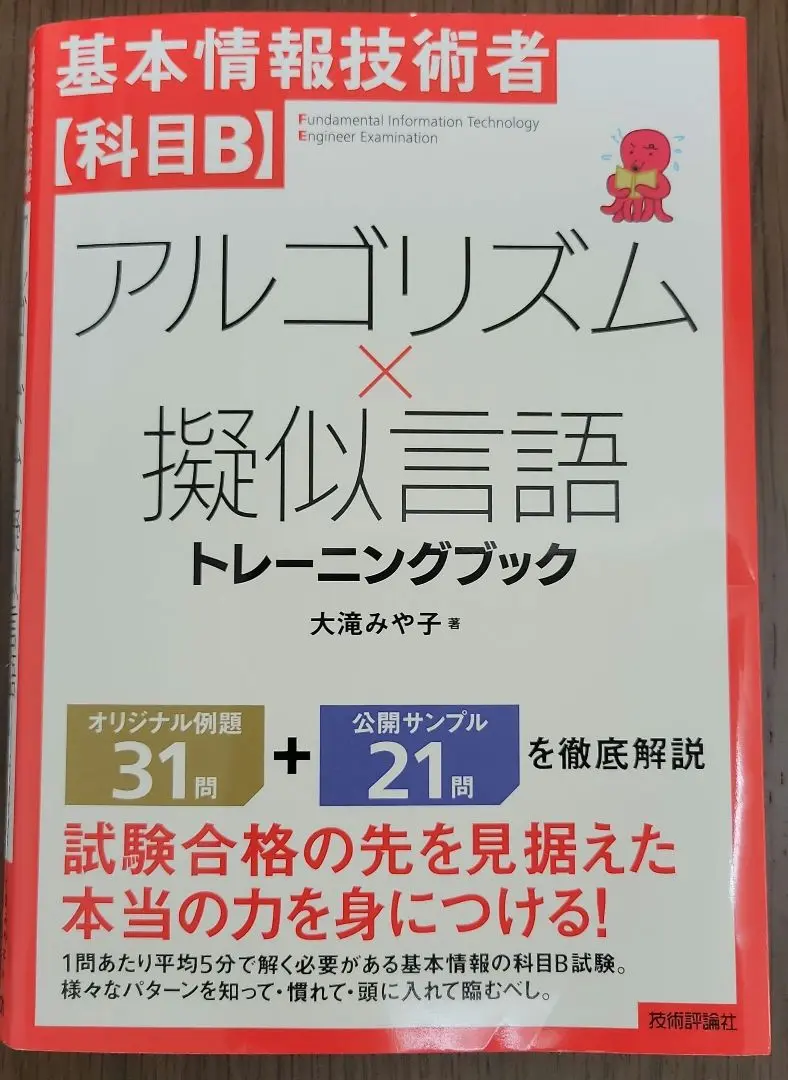 基本情報技術者
【科目B】
Fundamental Information Technology
Engineer Examination
アルゴリズム
×
擬似言語
トレーニングブック
大滝みや子 著
オリジナル例題
31問
+
公開サンプル
21問
を徹底解説
試験合格の先を見据えた
本当の力を身につける!
1問あたり平均5分で解く必要がある基本情報の科目B試験。
様々なパターンを知って・慣れて・頭に入れて臨むべし。
技術評論社